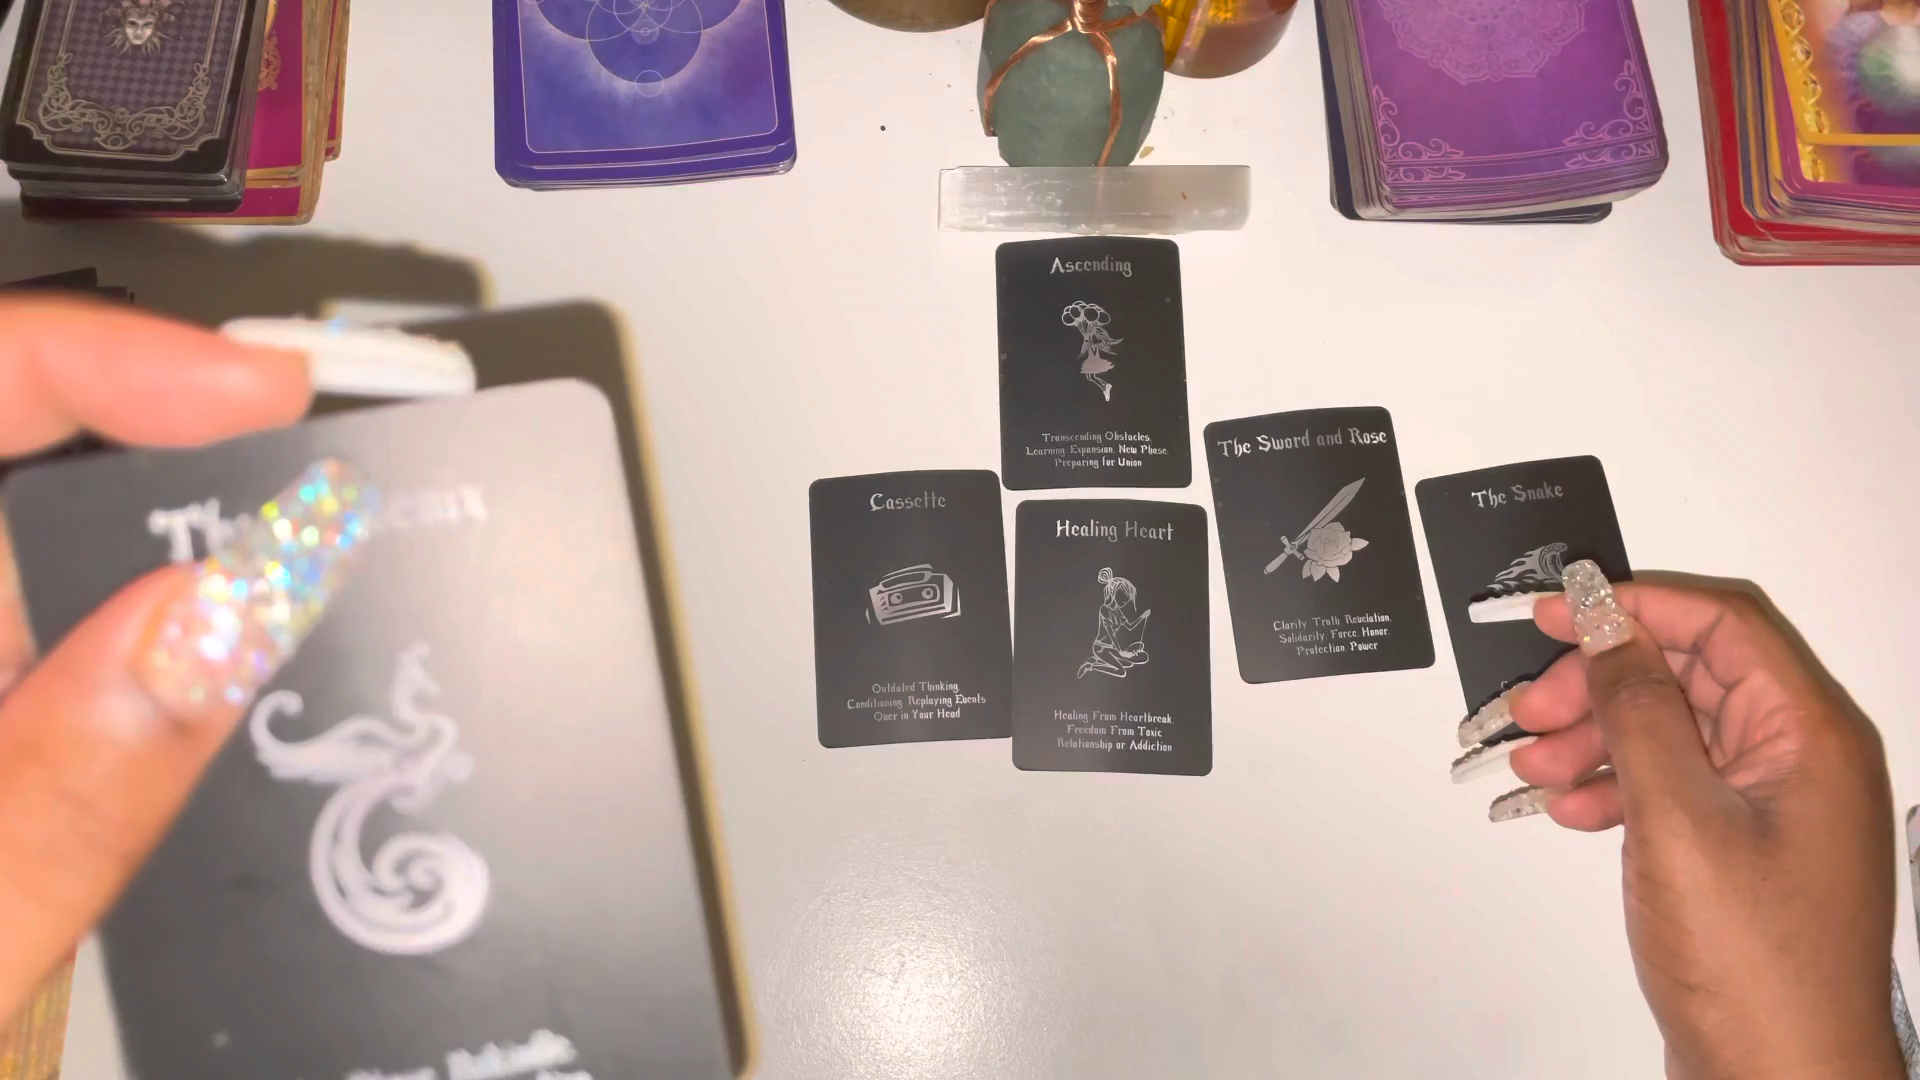 Ascending
Transcending Obstacles,
Learning Expansion, New Phase,
Preparing for Union
The Sword and Rose
Clarity Truth Revelation,
Solidarity Force, Honor,
Protection, Power
The Snake
Cassette
Outdated Thinking,
Conditioning Replaying Events
Over in Your Head
Healing Heart
Healing From Heartbreak,
Freedom From Toxic
Relationship or Addiction